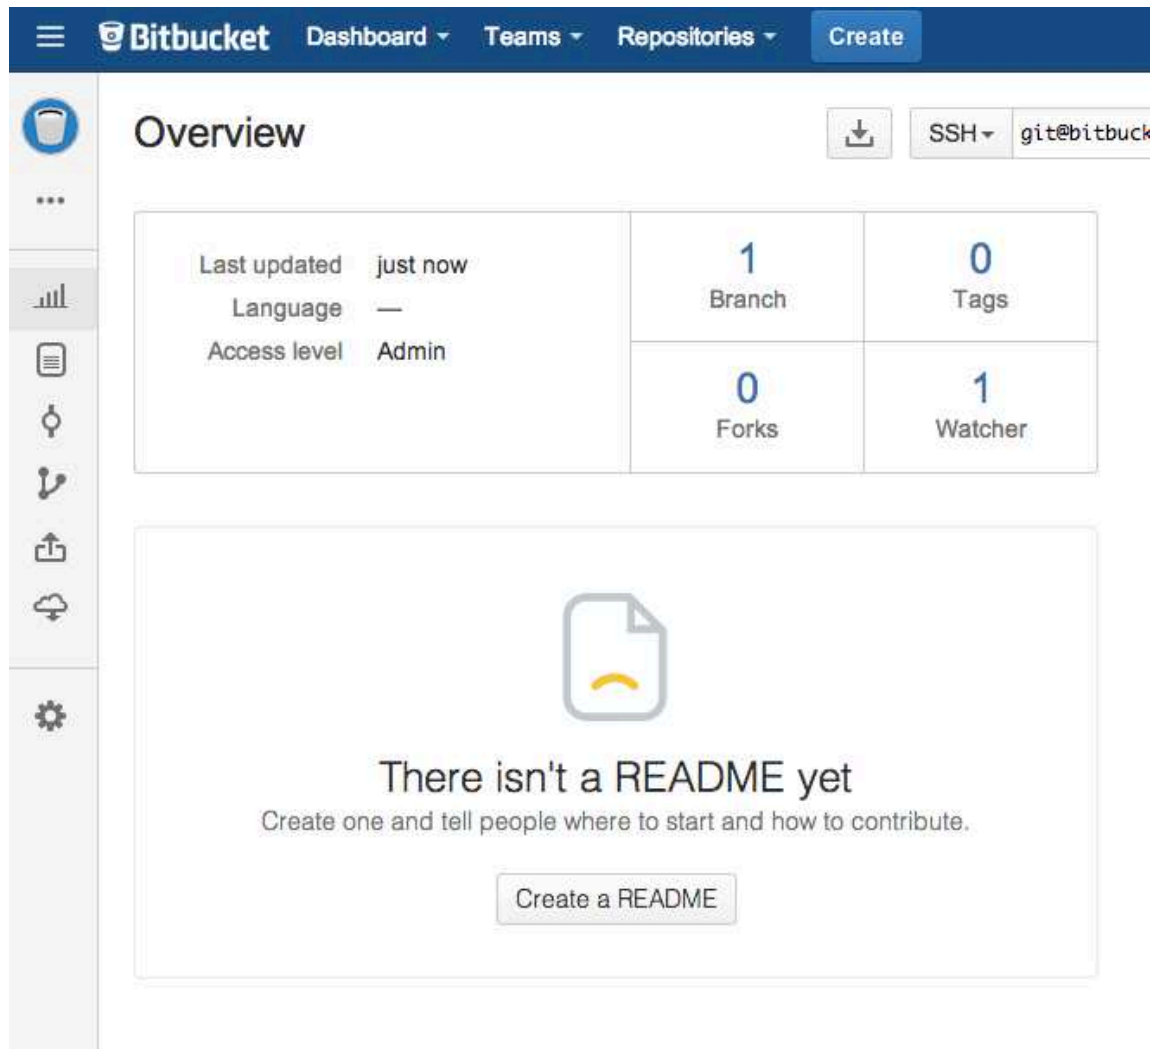 Bitbucket Dashboard Teams Repositories Create
Overview
SSH git@bitbuck
Last updated just now
Language —
Access level Admin
1
Branch
0
Tags
0
Forks
1
Watcher
There isn't a README yet
Create one and tell people where to start and how to contribute.
Create a README